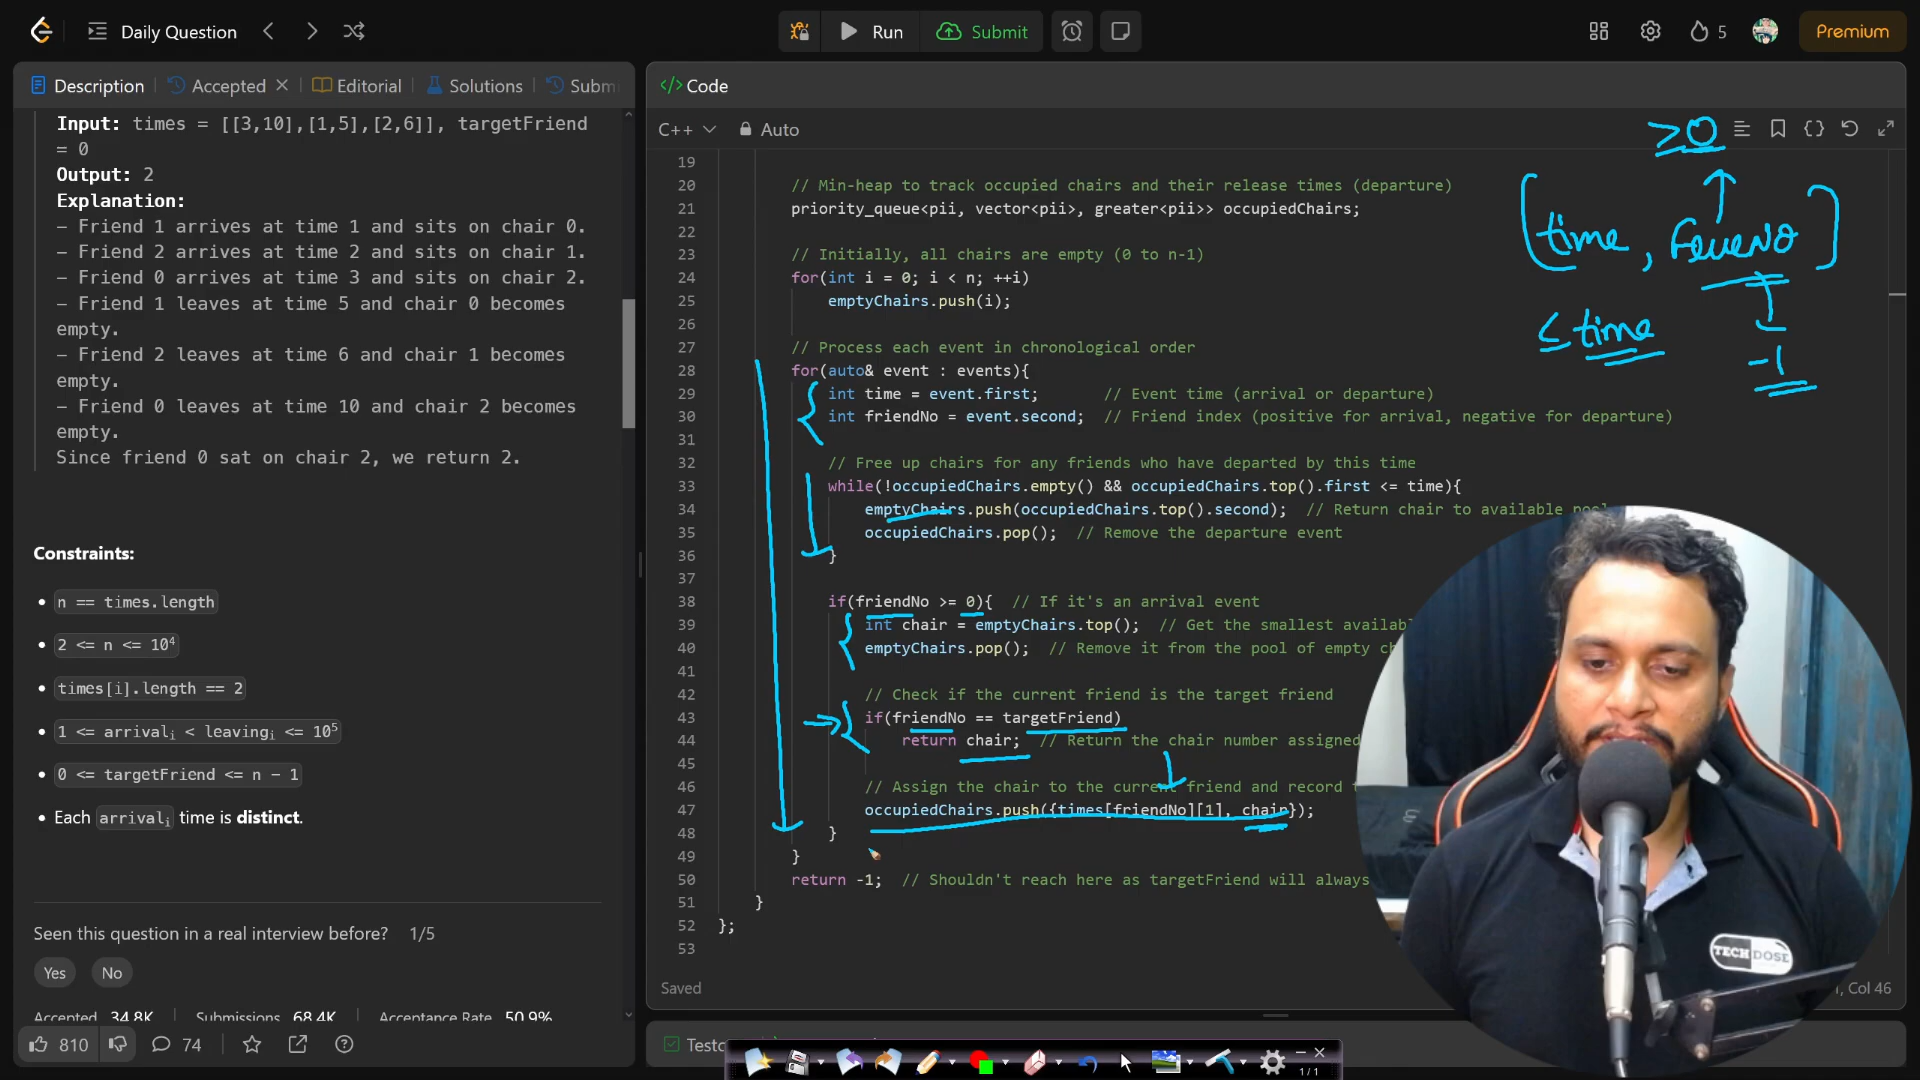 Daily Question
Run
Submit
5
Premium
Description
Accepted
Editorial
Solutions
Subm
Input: times = [[3,10],[1,5],[2,6]], targetFriend
= 0
Output: 2
Explanation:
- Friend 1 arrives at time 1 and sits on chair 0.
- Friend 2 arrives at time 2 and sits on chair 1.
- Friend 0 arrives at time 3 and sits on chair 2.
- Friend 1 leaves at time 5 and chair 0 becomes
empty.
- Friend 2 leaves at time 6 and chair 1 becomes
empty.
- Friend 0 leaves at time 10 and chair 2 becomes
empty.
Since friend 0 sat on chair 2, we return 2.
Constraints:
• n == times.length
• 2 <= n <= 10⁴
• times[i].length == 2
• 1 <= arrivalᵢ < leavingᵢ <= 10⁵
• 0 <= targetFriend <= n - 1
• Each arrivalᵢ time is distinct.
Seen this question in a real interview before? 1/5
Yes
No
Accepted 34.8K
Submissions 68.4K
Acceptance Rate 50.9%
810
74
</> Code
C++
Auto
19
20 // Min-heap to track occupied chairs and their release times (departure)
21 priority_queue<pii, vector<pii>, greater<pii>> occupiedChairs;
22
23 // Initially, all chairs are empty (0 to n-1)
24 for(int i = 0; i < n; ++i)
25 emptyChairs.push(i);
26
27 // Process each event in chronological order
28 for(auto& event : events){
29 int time = event.first; // Event time (arrival or departure)
30 int friendNo = event.second; // Friend index (positive for arrival, negative for departure)
31
32 // Free up chairs for any friends who have departed by this time
33 while(!occupiedChairs.empty() && occupiedChairs.top().first <= time){
34 emptyChairs.push(occupiedChairs.top().second); // Return chair to available
35 occupiedChairs.pop(); // Remove the departure event
36 }
37
38 if(friendNo >= 0){ // If it's an arrival event
39 int chair = emptyChairs.top(); // Get the smallest availabl
40 emptyChairs.pop(); // Remove it from the pool of empty c
41
42 // Check if the current friend is the target friend
43 if(friendNo == targetFriend)
44 return chair; // Return the chair number assigned
45
46 // Assign the chair to the current friend and record
47 occupiedChairs.push({times[friendNo][1], chair});
48 }
49 }
50 return -1; // Shouldn't reach here as targetFriend will always
51 }
52 };
53
Saved
, Col 46
≥0
≤ time
-1
Testc
1/1
TECH DOSE